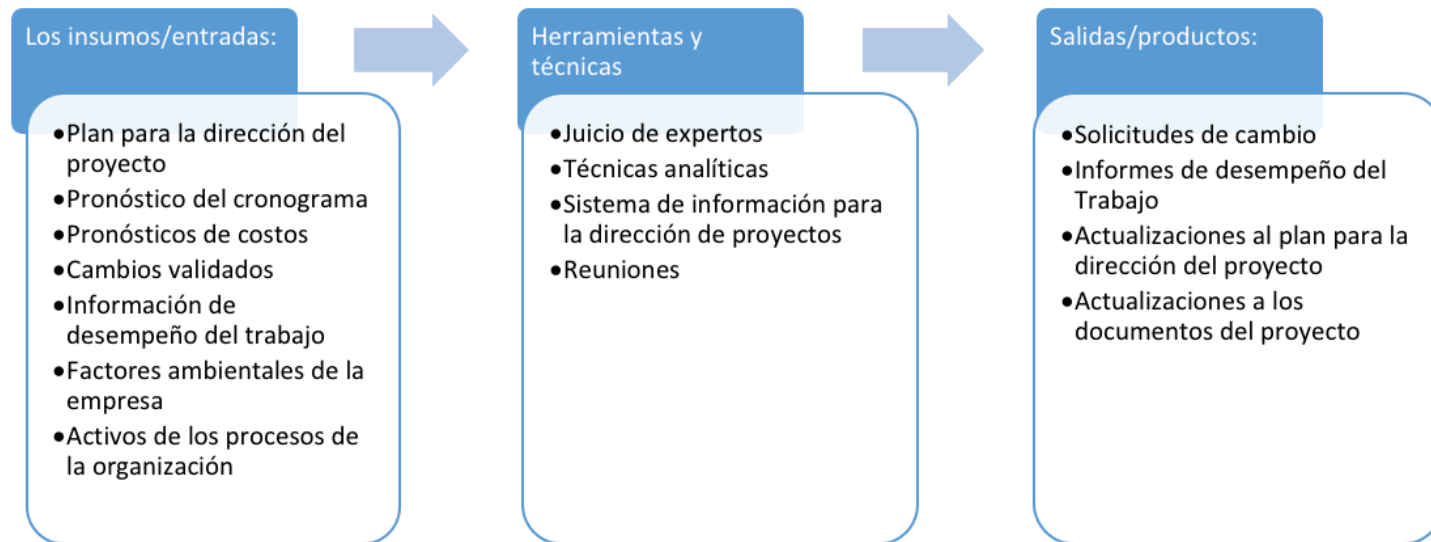 Los insumos/entradas:
•Plan para la dirección del
proyecto
•Pronóstico del cronograma
•Pronósticos de costos
•Cambios validados
•Información de
desempeño del trabajo
•Factores ambientales de la
empresa
•Activos de los procesos de
la organización
Herramientas y
técnicas
•Juicio de expertos
•Técnicas analíticas
•Sistema de información para
la dirección de proyectos
•Reuniones
Salidas/productos:
•Solicitudes de cambio
•Informes de desempeño del
Trabajo
•Actualizaciones al plan para la
dirección del proyecto
•Actualizaciones a los
documentos del proyecto